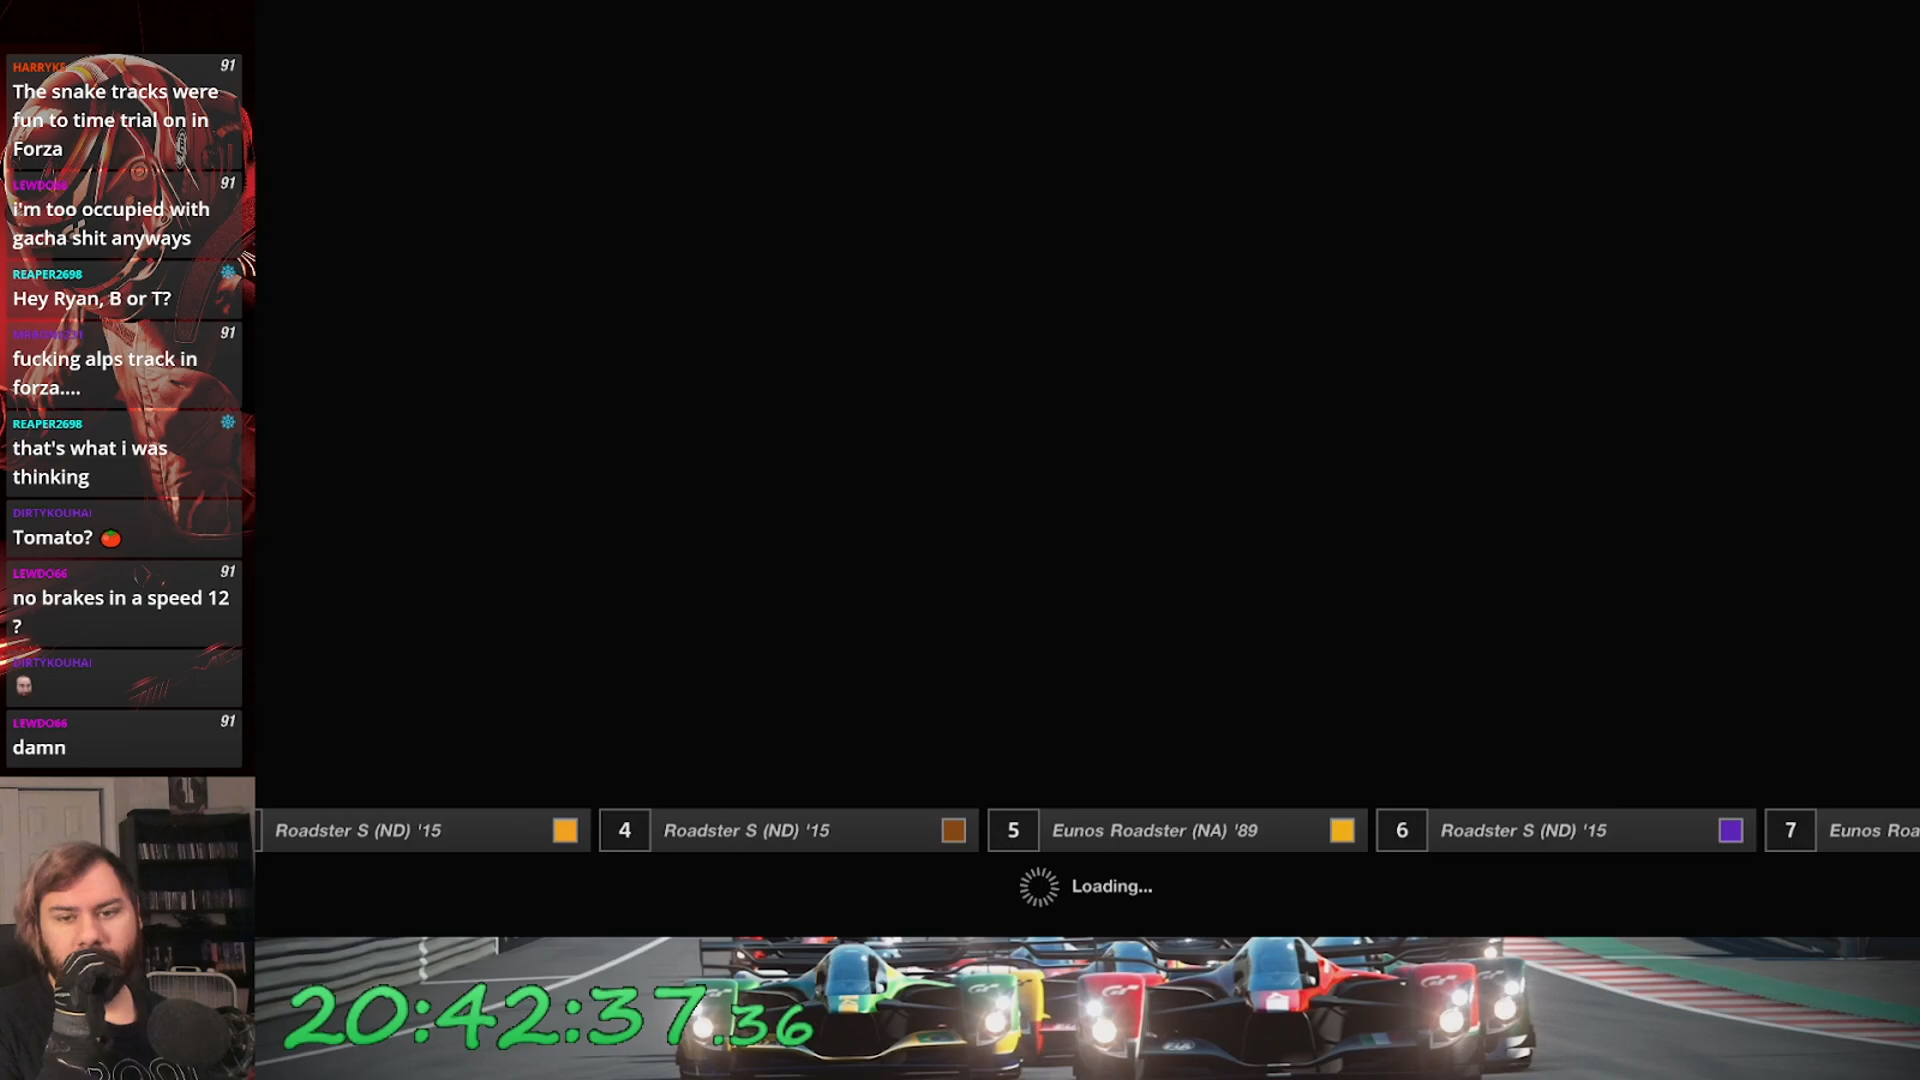 HARRYK
91
The snake tracks were
fun to time trial on in
Forza
LEWDO66
91
i'm too occupied with
gacha shit anyways
REAPER2698
Hey Ryan, B or T?
91
fucking alps track in
forza....
REAPER2698
that's what i was
thinking
DIRTYKOUHAI
Tomato?
LEWDO66
91
no brakes in a speed 12
?
DIRTYKOUHAI
LEWDO66
91
damn
Roadster S (ND) '15
4
Roadster S (ND) '15
5
Eunos Roadster (NA) '89
6
Roadster S (ND) '15
7
Eunos Roa
Loading...
20:42:37.36